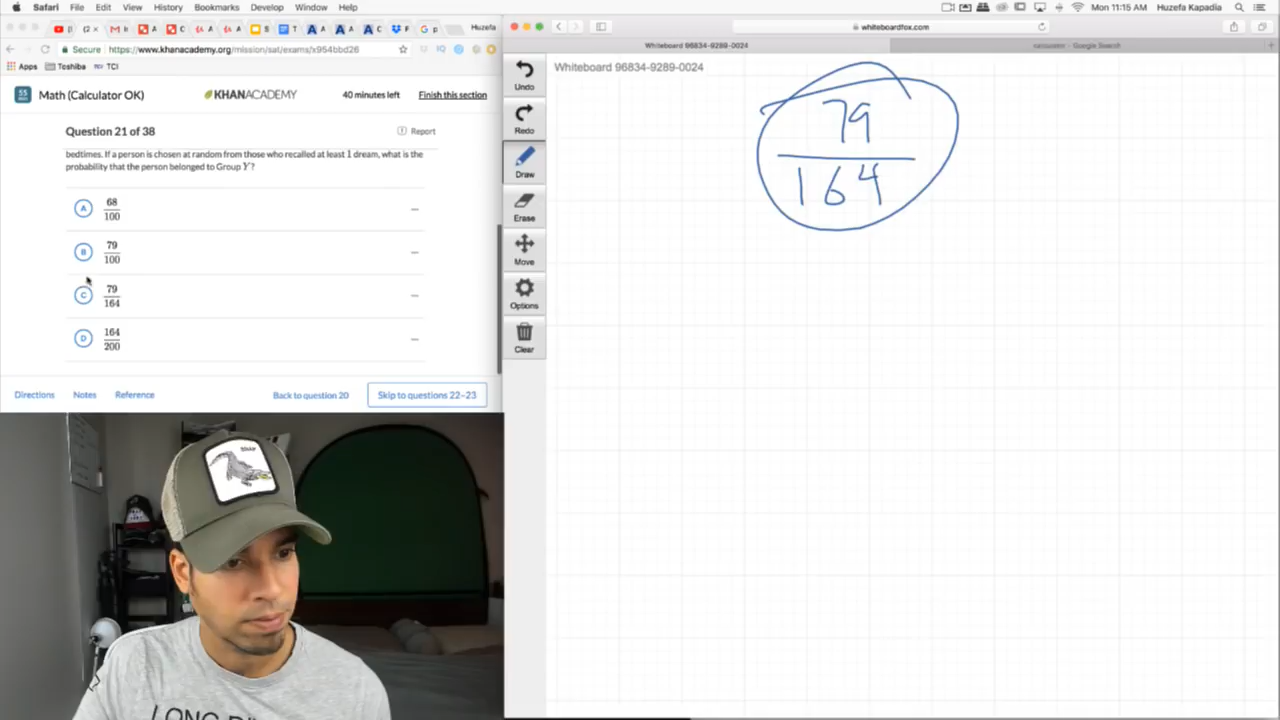 Safari File Edit View History Bookmarks Develop Window Help
Mon 11:15 AM Huzefa Kapadia
Huzefa
Secure https://www.khanacademy.org/mission/sat/exams/x954bbd26
Apps Toshiba TCI
Math (Calculator OK)
KHANACADEMY
40 minutes left
Finish this section
Question 21 of 38
Report
bedtimes. If a person is chosen at random from those who recalled at least 1 dream, what is the
probability that the person belonged to Group Y?
A 68
100
B 79
100
C 79
164
D 164
200
Directions Notes Reference Back to question 20 Skip to questions 22–23
whiteboardfox.com
Whiteboard 96834-9289-0024
Whiteboard 96834-9289-0024
Undo
Redo
Draw
Erase
Move
Options
Clear
79
164